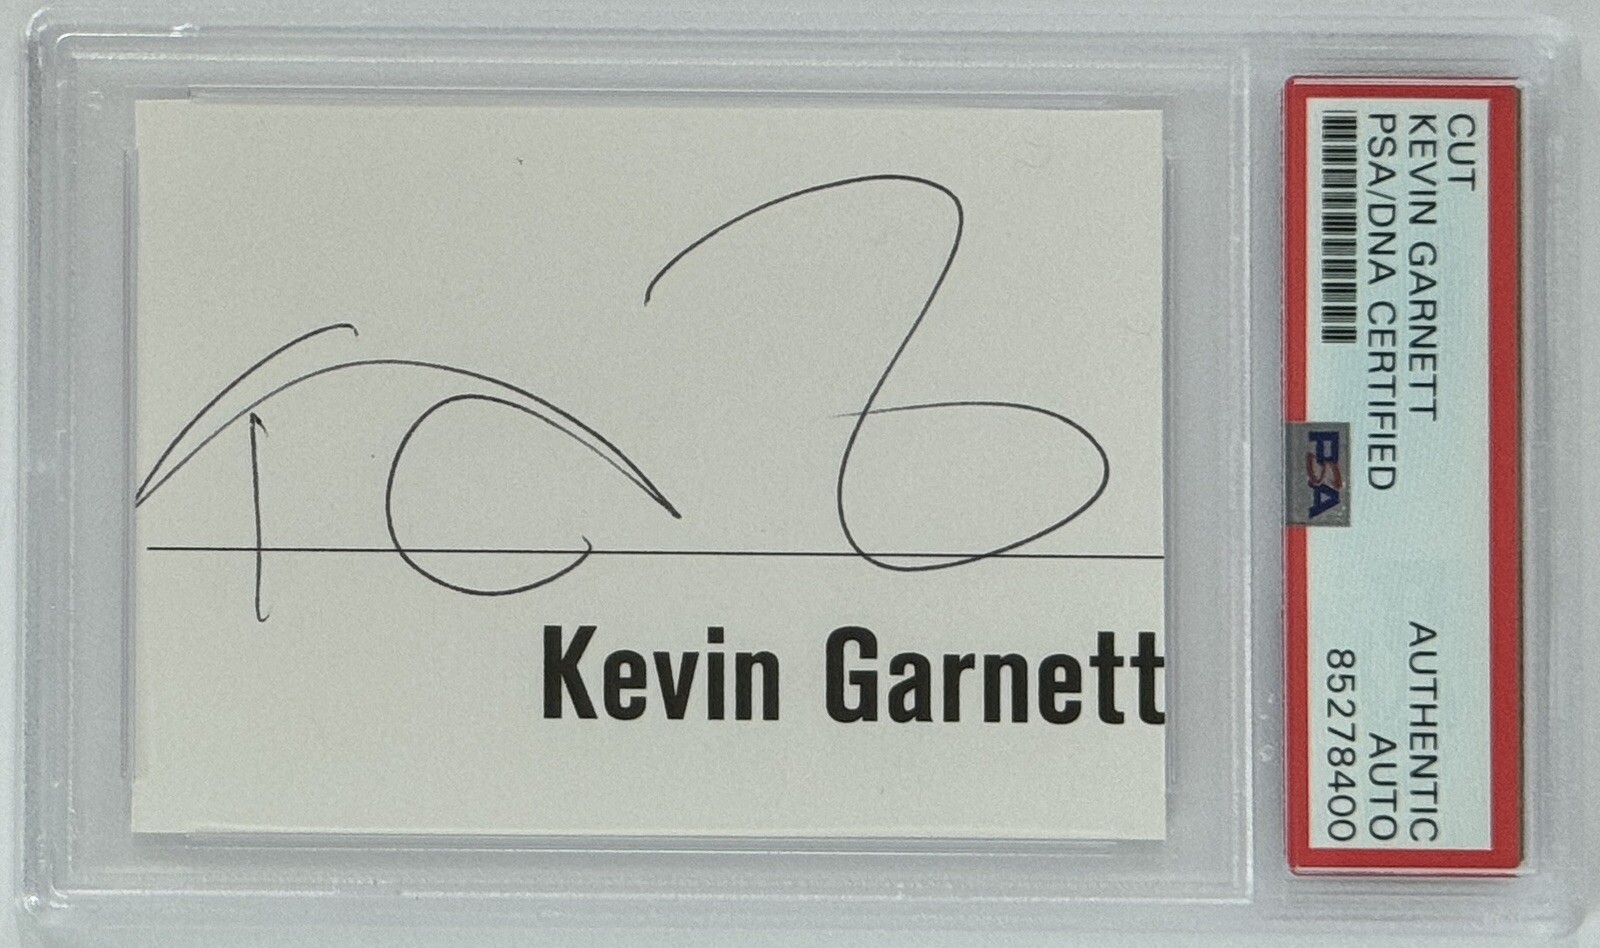 Kevin Garnett
CUT
KEVIN GARNETT AUTHENTIC
PSA/DNA CERTIFIED AUTO
85278400
PSA